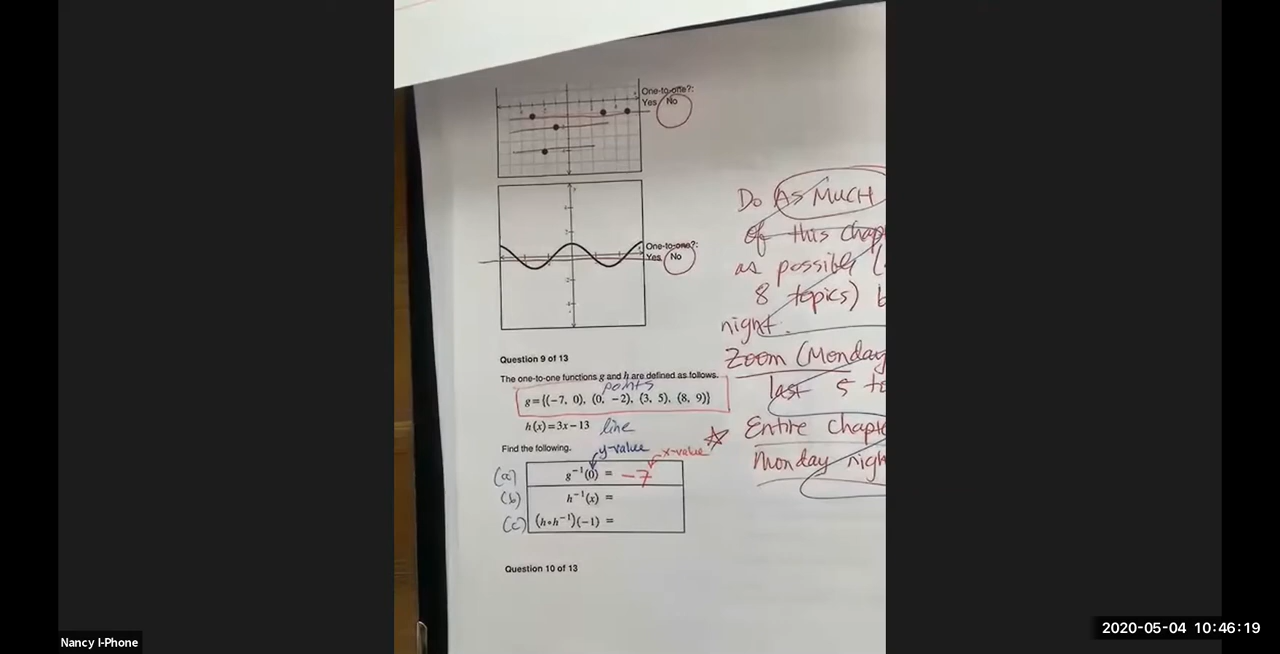 One-to-one?:
Yes No
Do AS MUCH
of this chap
as possible (
8 topics) b
night.
One-to-one?:
Yes No
Zoom (Monday
last 5 to
Question 9 of 13
The one-to-one functions g and h are defined as follows.
points
g={(−7, 0), (0, −2), (3, 5), (8, 9)}
h(x)=3x−13 line
Entire Chapte
Monday nigh
Find the following.
y-value x-value
(a) g⁻¹(0) = −7
(b) h⁻¹(x) =
(c) (h∘h⁻¹)(−1) =
Question 10 of 13
Nancy I-Phone
2020-05-04 10:46:19